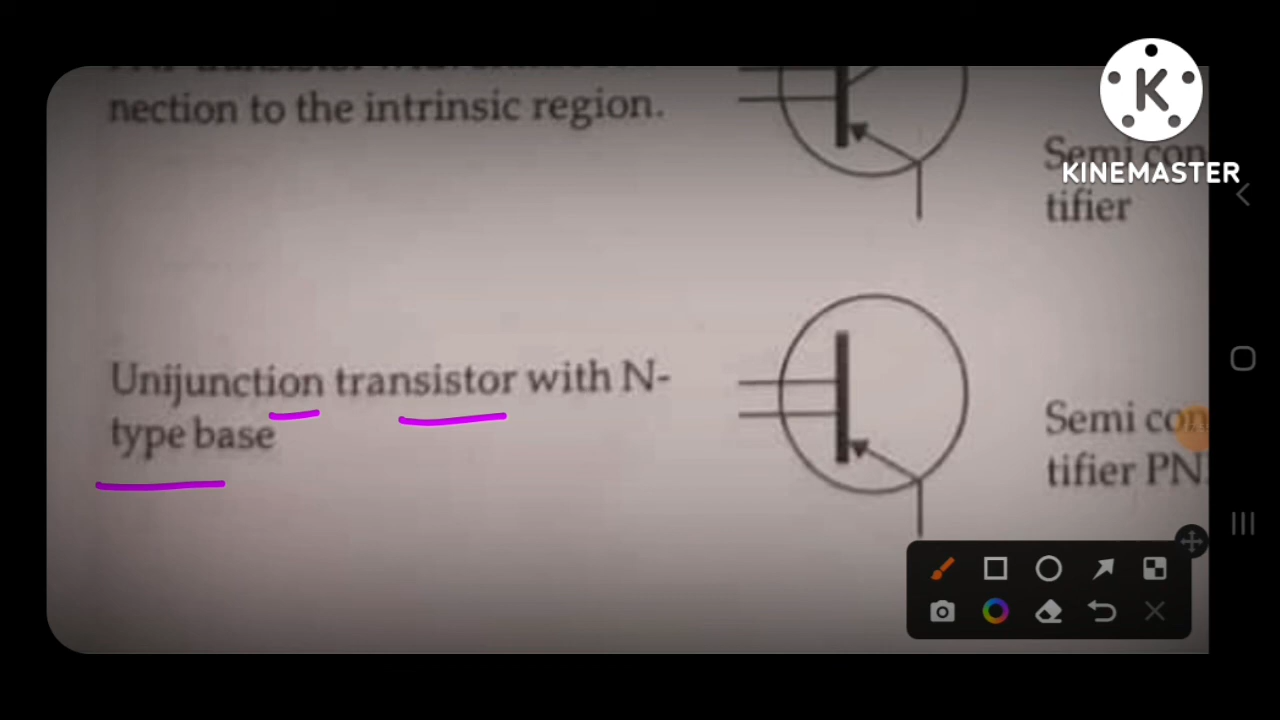 nection to the intrinsic region.
Semi con
tifier
K
KINEMASTER
Unijunction transistor with N-
type base
Semi con
tifier PN